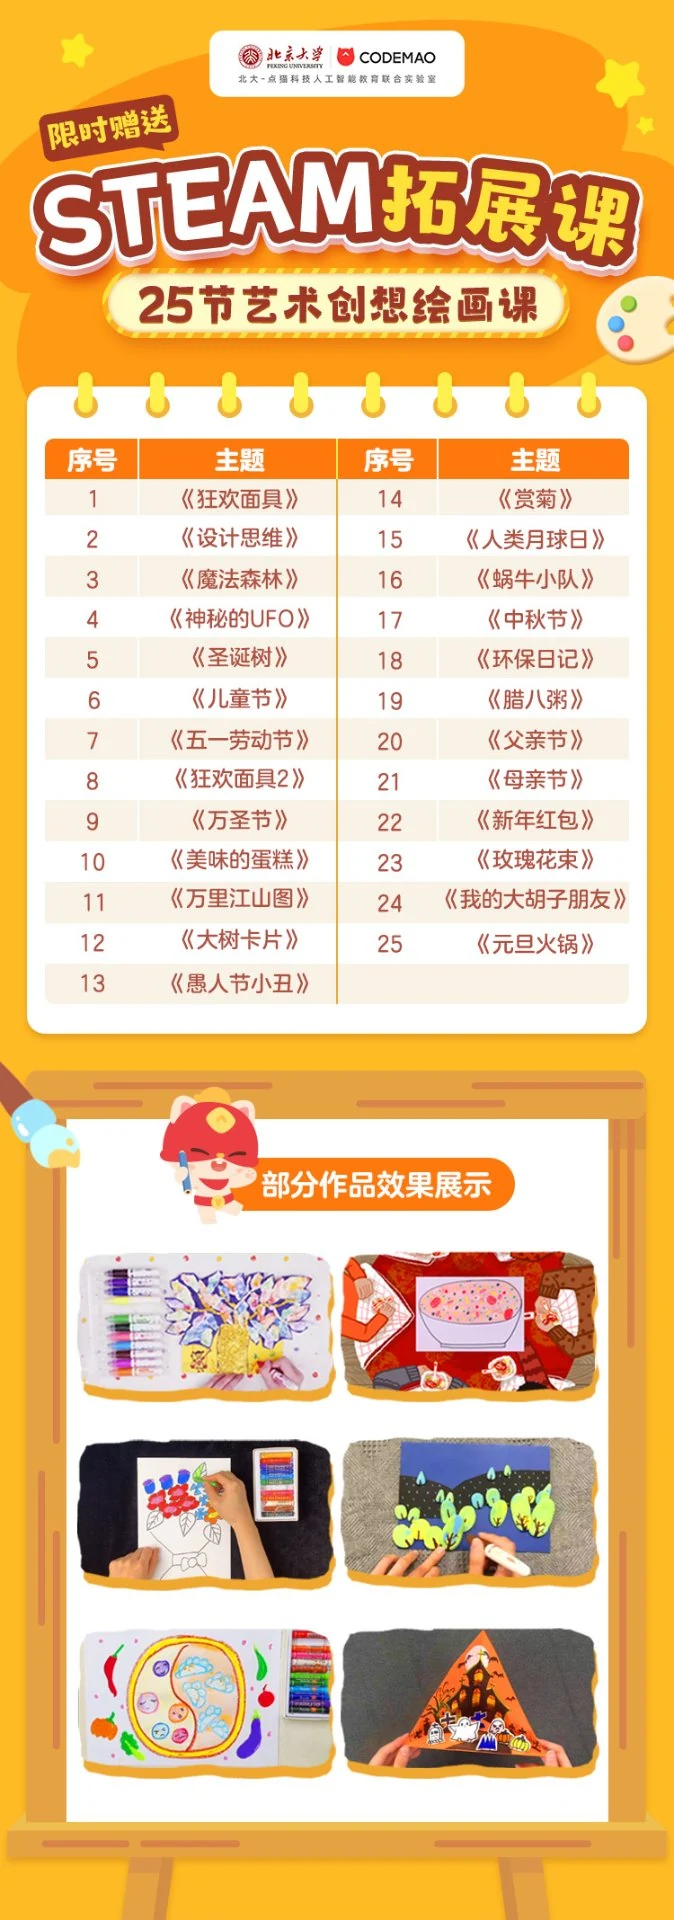 北京大学
PEKING UNIVERSITY
CODEMAO
北大-点猫科技人工智能教育联合实验室
限时赠送
STEAM拓展课
25节艺术创想绘画课
序号 主题 序号 主题
1 《狂欢面具》 14 《赏菊》
2 《设计思维》 15 《人类月球日》
3 《魔法森林》 16 《蜗牛小队》
4 《神秘的UFO》 17 《中秋节》
5 《圣诞树》 18 《环保日记》
6 《儿童节》 19 《腊八粥》
7 《五一劳动节》 20 《父亲节》
8 《狂欢面具2》 21 《母亲节》
9 《万圣节》 22 《新年红包》
10 《美味的蛋糕》 23 《玫瑰花束》
11 《万里江山图》 24 《我的大胡子朋友》
12 《大树卡片》 25 《元旦火锅》
13 《愚人节小丑》
部分作品效果展示